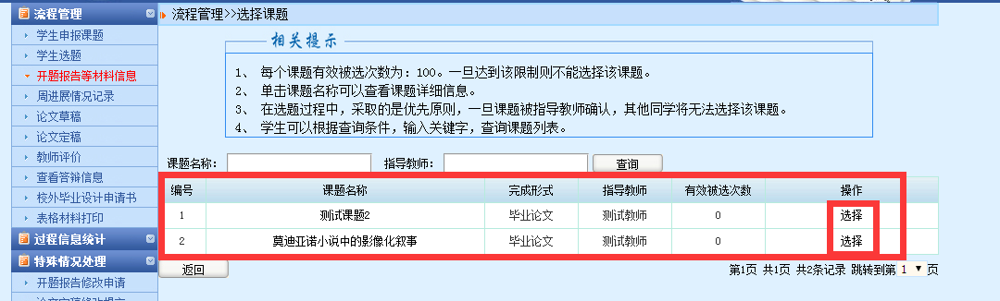 流程管理
学生申报课题
学生选题
开题报告等材料信息
周进展情况记录
论文草稿
论文定稿
教师评价
查看答辩信息
校外毕业设计申请书
表格材料打印
过程信息统计
特殊情况处理
开题报告修改申请
流程管理>>选择课题
相关提示
1、 每个课题有效被选次数为：100。一旦达到该限制则不能选择该课题。
2、 单击课题名称可以查看课题详细信息。
3、 在选题过程中，采取的是优先原则，一旦课题被指导教师确认，其他同学将无法选择该课题。
4、 学生可以根据查询条件，输入关键字，查询课题列表。
课题名称： 指导教师： 查询
编号 课题名称 完成形式 指导教师 有效被选次数 操作
1 测试课题2 毕业论文 测试教师 0 选择
2 莫迪亚诺小说中的影像化叙事 毕业论文 测试教师 0 选择
返回 第1页 共1页 共2条记录 跳转到第 1 页